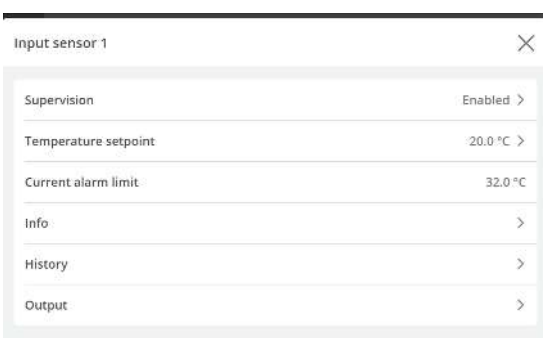 Input sensor 1
Supervision Enabled
Temperature setpoint 20.0 °C
Current alarm limit 32.0 °C
Info
History
Output